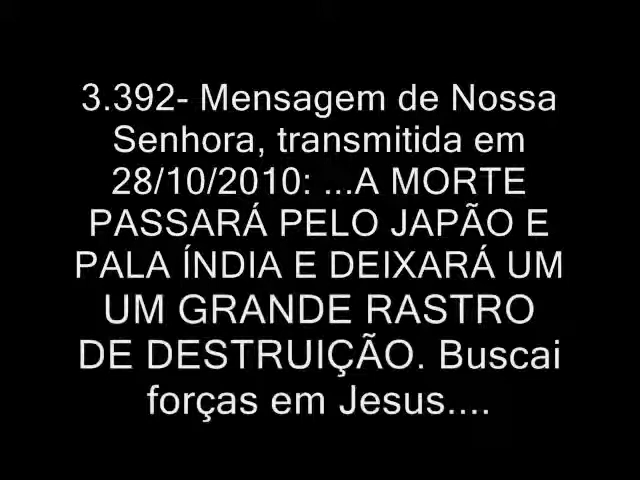 3.392- Mensagem de Nossa
Senhora, transmitida em
28/10/2010: ...A MORTE
PASSARÁ PELO JAPÃO E
PALA ÍNDIA E DEIXARÁ UM
UM GRANDE RASTRO
DE DESTRUIÇÃO. Buscai
forças em Jesus....